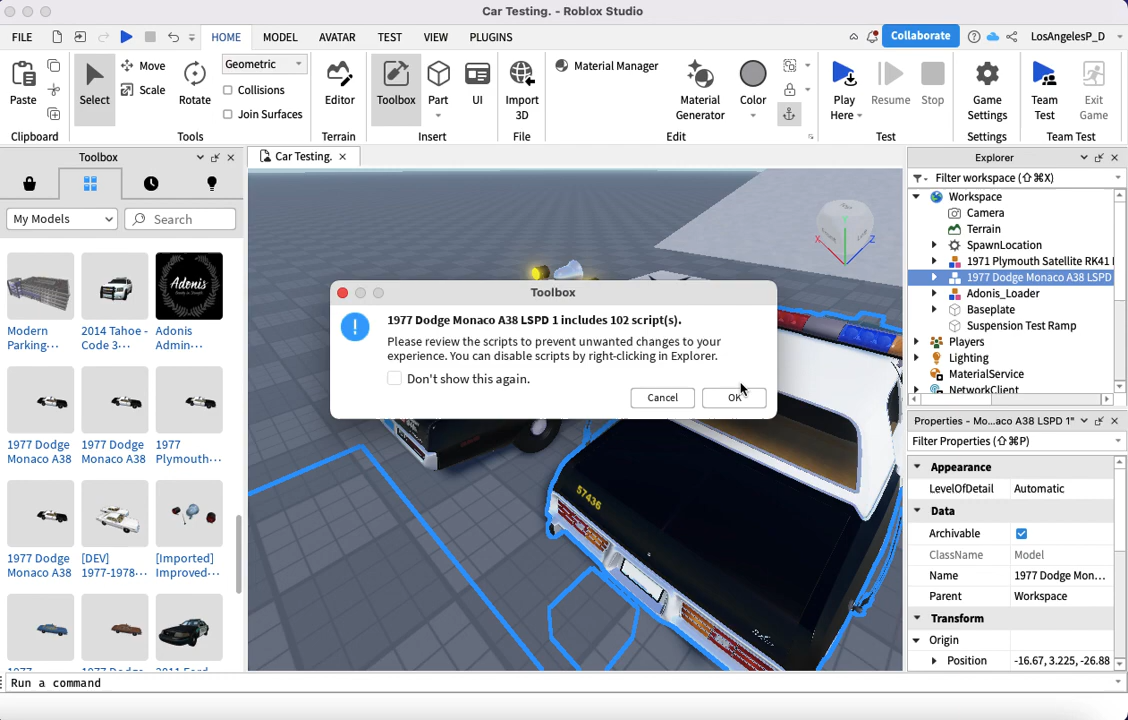 Car Testing. - Roblox Studio
FILE HOME MODEL AVATAR TEST VIEW PLUGINS Collaborate LosAngelesP_D
Paste
Clipboard
Select
Move
Scale
Rotate
Geometric
Collisions
Join Surfaces
Tools
Editor
Terrain
Toolbox
Part
UI
Insert
Import 3D
File
Material Manager
Material Generator
Color
Edit
Play Here
Resume
Stop
Test
Game Settings
Settings
Team Test
Exit Game
Team Test
Toolbox
My Models
Search
Modern Parking...
2014 Tahoe - Code 3...
Adonis
Adonis Admin...
1977 Dodge Monaco A38
1977 Dodge Monaco A38
1977 Plymouth...
1977 Dodge Monaco A38
[DEV] 1977-1978...
[Imported] Improved...
Car Testing.
57436
Toolbox
1977 Dodge Monaco A38 LSPD 1 includes 102 script(s).
Please review the scripts to prevent unwanted changes to your
experience. You can disable scripts by right-clicking in Explorer.
Don't show this again.
Cancel OK
Explorer
Filter workspace (⇧⌘X)
Workspace
Camera
Terrain
SpawnLocation
1971 Plymouth Satellite RK41
1977 Dodge Monaco A38 LSPD
Adonis_Loader
Baseplate
Suspension Test Ramp
Players
Lighting
MaterialService
NetworkClient
Properties - Mo...aco A38 LSPD 1"
Filter Properties (⇧⌘P)
Appearance
LevelOfDetail Automatic
Data
Archivable
ClassName Model
Name 1977 Dodge Mon...
Parent Workspace
Transform
Origin
Position -16.67, 3.225, -26.88
Run a command